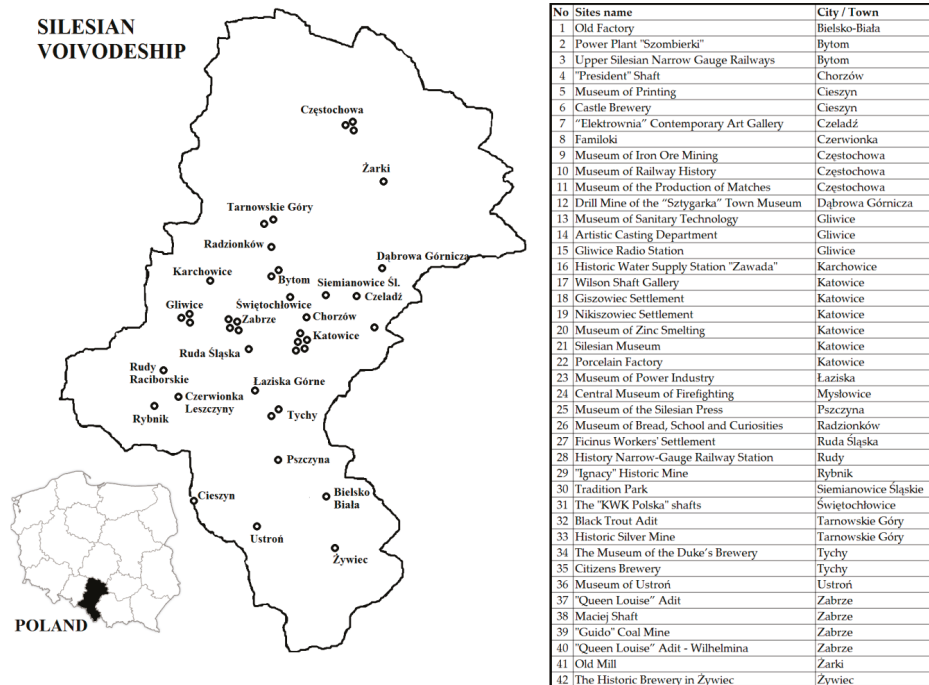 SILESIAN
VOIVODESHIP
Częstochowa
Żarki
Tarnowskie Góry
Radzionków
Dąbrowa Górnicza
Karchowice
Bytom
Siemianowice Śl.
Czeladź
Gliwice
Świętochłowice
Zabrze
Chorzów
Katowice
Ruda Śląska
Rudy
Raciborskie
Łaziska Górne
Czerwionka
Leszczyny
Rybnik
Tychy
Pszczyna
Cieszyn
Bielsko
Biała
Ustroń
Żywiec
POLAND
No Sites name City / Town
1 Old Factory Bielsko-Biała
2 Power Plant "Szombierki" Bytom
3 Upper Silesian Narrow Gauge Railways Bytom
4 "President" Shaft Chorzów
5 Museum of Printing Cieszyn
6 Castle Brewery Cieszyn
7 “Elektrownia” Contemporary Art Gallery Czeladź
8 Familoki Czerwionka
9 Museum of Iron Ore Mining Częstochowa
10 Museum of Railway History Częstochowa
11 Museum of the Production of Matches Częstochowa
12 Drill Mine of the “Sztygarka” Town Museum Dąbrowa Górnicza
13 Museum of Sanitary Technology Gliwice
14 Artistic Casting Department Gliwice
15 Gliwice Radio Station Gliwice
16 Historic Water Supply Station "Zawada" Karchowice
17 Wilson Shaft Gallery Katowice
18 Giszowiec Settlement Katowice
19 Nikiszowiec Settlement Katowice
20 Museum of Zinc Smelting Katowice
21 Silesian Museum Katowice
22 Porcelain Factory Katowice
23 Museum of Power Industry Łaziska
24 Central Museum of Firefighting Mysłowice
25 Museum of the Silesian Press Pszczyna
26 Museum of Bread, School and Curiosities Radzionków
27 Ficinus Workers' Settlement Ruda Śląska
28 History Narrow-Gauge Railway Station Rudy
29 "Ignacy" Historic Mine Rybnik
30 Tradition Park Siemianowice Śląskie
31 The "KWK Polska" shafts Świętochłowice
32 Black Trout Adit Tarnowskie Góry
33 Historic Silver Mine Tarnowskie Góry
34 The Museum of the Duke’s Brewery Tychy
35 Citizens Brewery Tychy
36 Museum of Ustroń Ustroń
37 "Queen Louise” Adit Zabrze
38 Maciej Shaft Zabrze
39 "Guido" Coal Mine Zabrze
40 "Queen Louise” Adit - Wilhelmina Zabrze
41 Old Mill Żarki
42 The Historic Brewery in Żywiec Żywiec